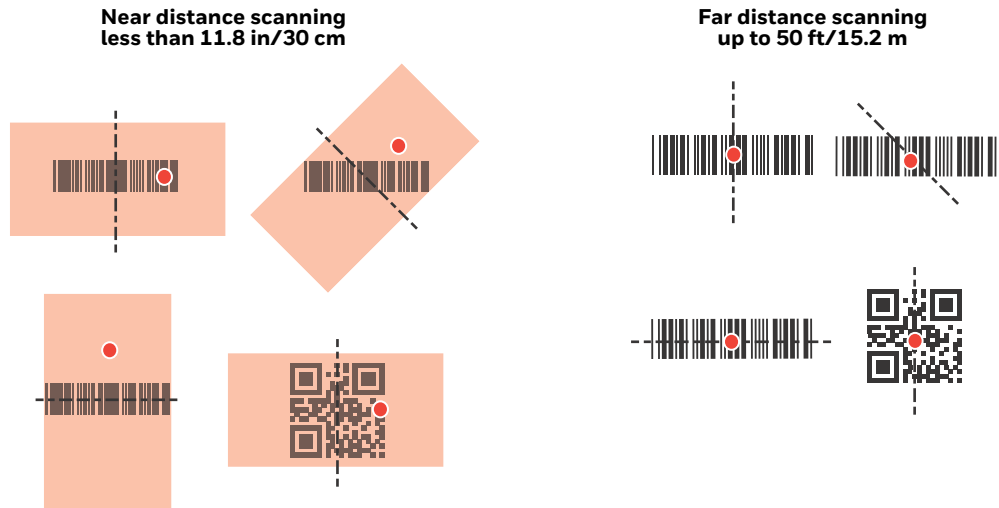 Near distance scanning
less than 11.8 in/30 cm
Far distance scanning
up to 50 ft/15.2 m